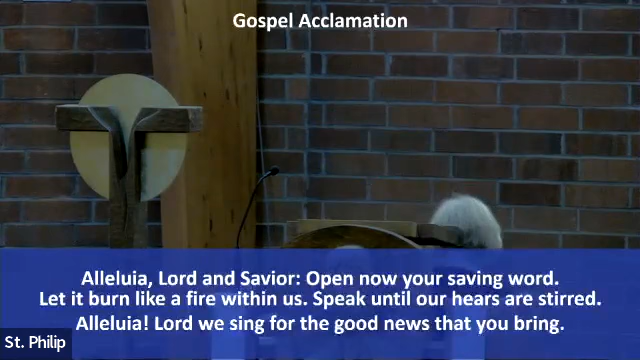 Gospel Acclamation
Alleluia, Lord and Savior: Open now your saving word.
Let it burn like a fire within us. Speak until our hears are stirred.
Alleluia! Lord we sing for the good news that you bring.
St. Philip